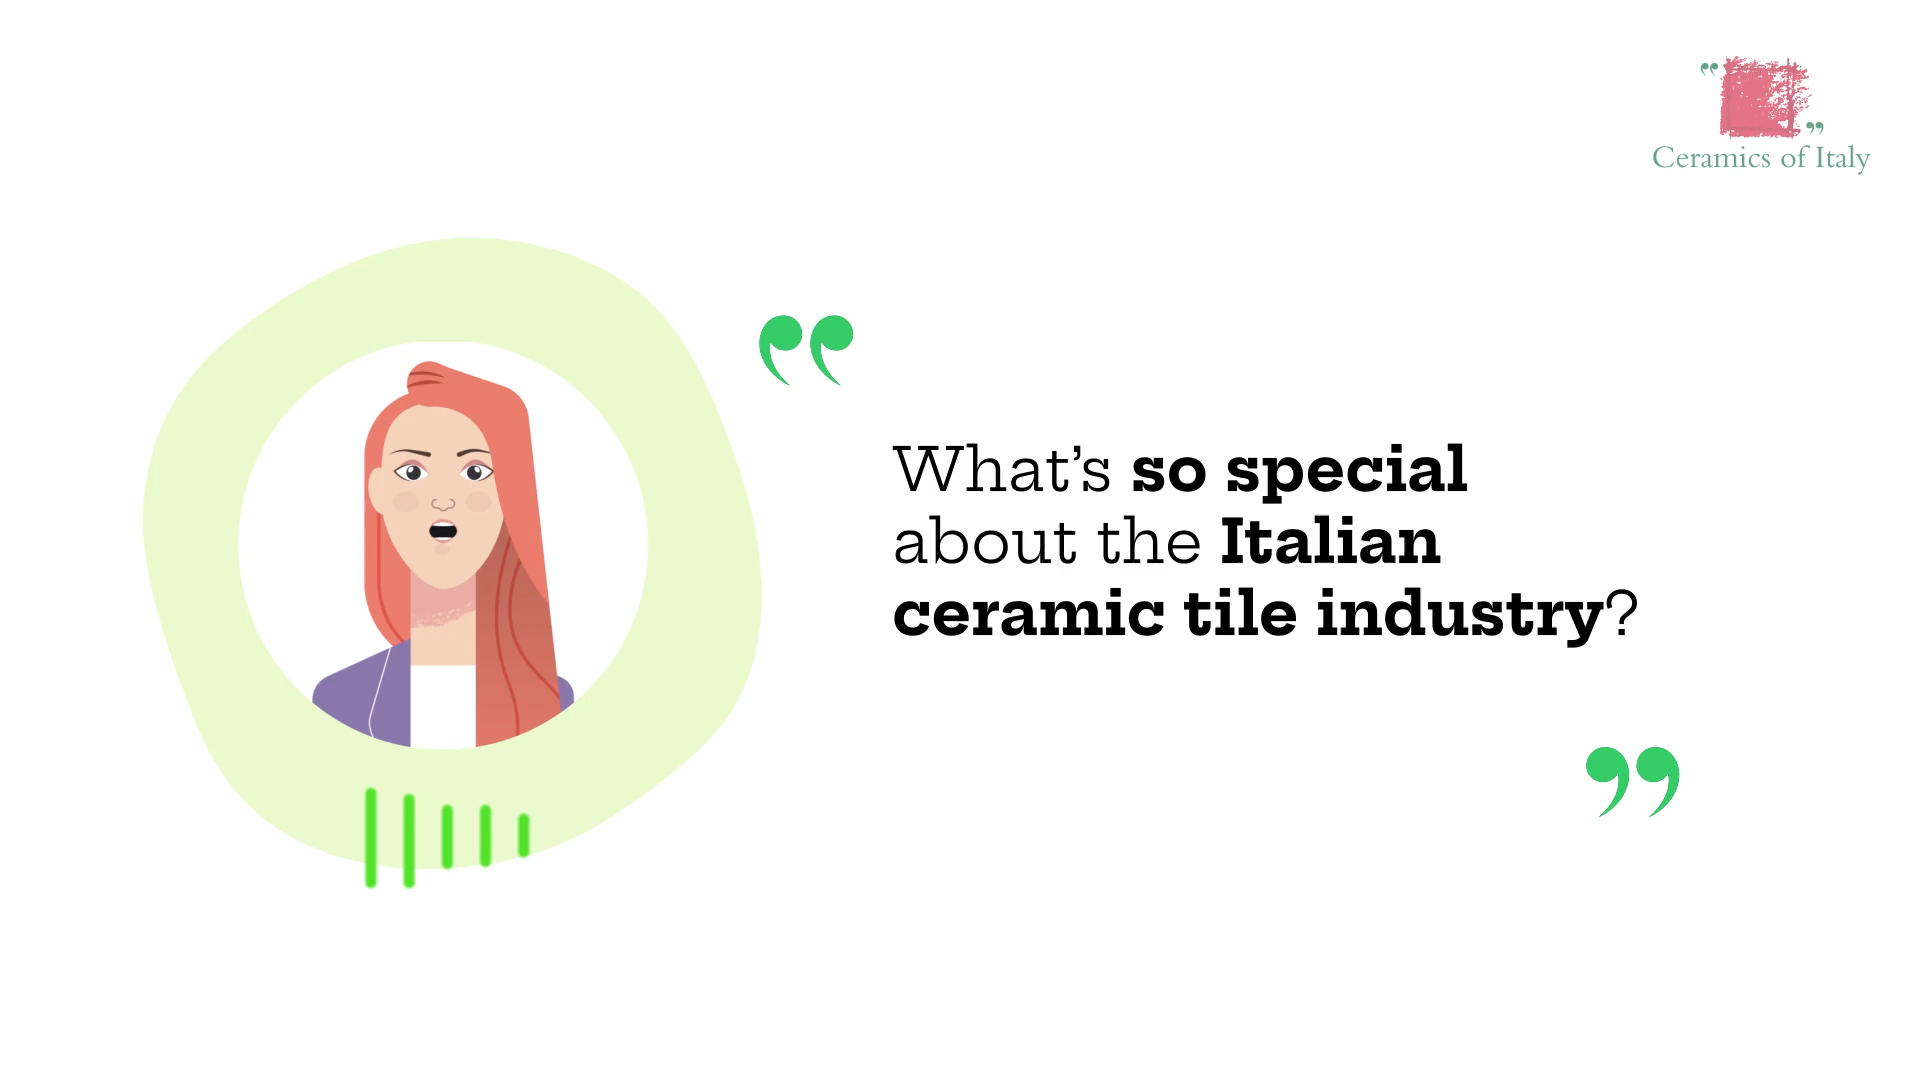 Ceramics of Italy
“
What’s so special
about the Italian
ceramic tile industry?
”